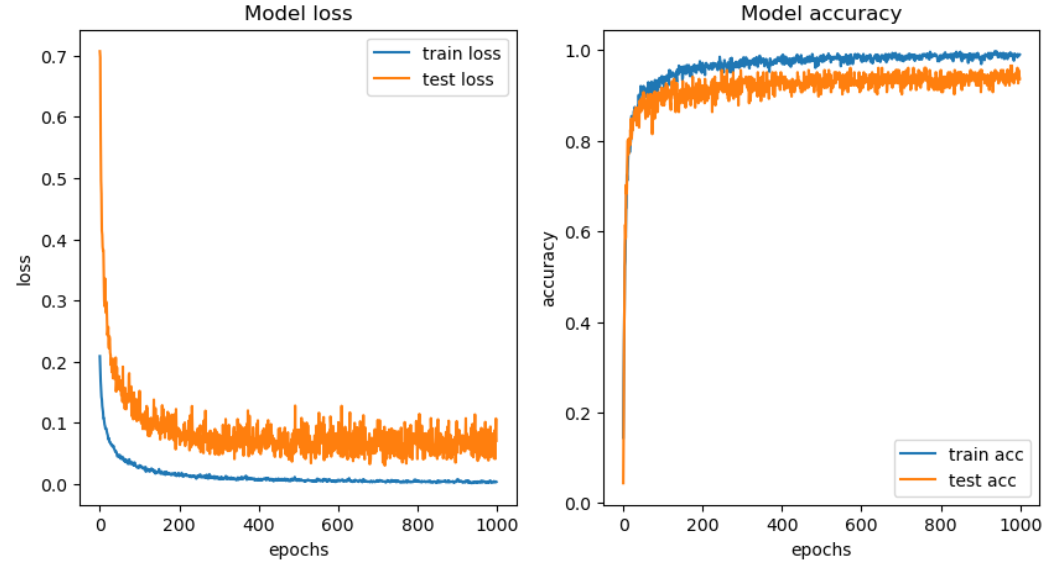 Model loss
0.7
0.6
0.5
0.4
0.3
0.2
0.1
0.0
loss
0
200
400
600
800
1000
epochs
train loss
test loss
Model accuracy
1.0
0.8
0.6
0.4
0.2
0.0
accuracy
0
200
400
600
800
1000
epochs
train acc
test acc